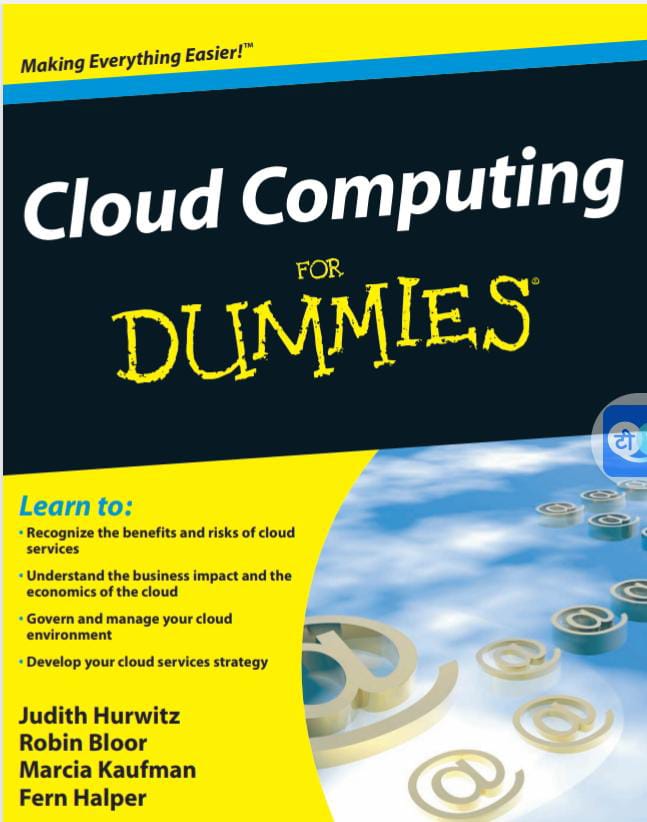 Making Everything Easier!™
Cloud Computing
FOR
DUMMIES®
Learn to:
• Recognize the benefits and risks of cloud
services
• Understand the business impact and the
economics of the cloud
• Govern and manage your cloud
environment
• Develop your cloud services strategy
Judith Hurwitz
Robin Bloor
Marcia Kaufman
Fern Halper
टी
@
@
@
@
@
@
@
@
@